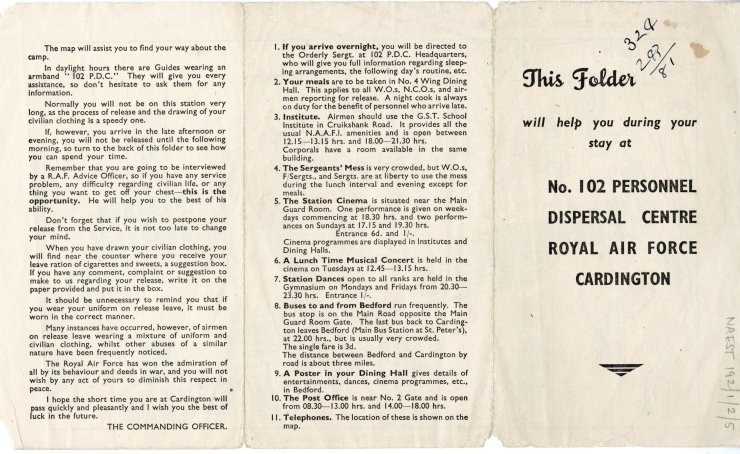 The map will assist you to find your way about the
camp.
In daylight hours there are Guides wearing an
armband "102 P.D.C." They will give you every
assistance, so don't hesitate to ask them for any
information.
Normally you will not be on this station very
long, as the process of release and the drawing of your
civilian clothing is a speedy one.
If, however, you arrive in the late afternoon or
evening, you will not be released until the following
morning, so turn to the back of this folder to see how
you can spend your time.
Remember that you are going to be interviewed
by a R.A.F. Advice Officer, so if you have any service
problem, any difficulty regarding civilian life, or any
thing you want to get off your chest—this is the
opportunity. He will help you to the best of his
ability.
Don't forget that if you wish to postpone your
release from the Service, it is not too late to change
your mind.
When you have drawn your civilian clothing, you
will find near the counter where you receive your
leave ration of cigarettes and sweets, a suggestion box.
If you have any comment, complaint or suggestion to
make to us regarding your release, write it on the
paper provided and put it in the box.
It should be unnecessary to remind you that if
you wear your uniform on release leave, it must be
worn in the correct manner.
Many instances have occurred, however, of airmen
on release leave wearing a mixture of uniform and
civilian clothing, whilst other abuses of a similar
nature have been frequently noticed.
The Royal Air Force has won the admiration of
all by its behaviour and deeds in war, and you will not
wish by any act of yours to diminish this respect in
peace.
I hope the short time you are at Cardington will
pass quickly and pleasantly and I wish you the best of
luck in the future.
THE COMMANDING OFFICER.
1. If you arrive overnight, you will be directed to
the Orderly Sergt. at 102 P.D.C. Headquarters,
who will give you full information regarding sleep-
ing arrangements, the following day's routine, etc.
2. Your meals are to be taken in No. 4 Wing Dining
Hall. This applies to all W.O.s, N.C.O.s, and air-
men reporting for release. A night cook is always
on duty for the benefit of personnel who arrive late.
3. Institute. Airmen should use the G.S.T. School
Institute in Cruikshank Road. It provides all the
usual N.A.A.F.I. amenities and is open between
12.15—13.15 hrs. and 18.00—21.30 hrs.
Corporals have a room available in the same
building.
4. The Sergeants' Mess is very crowded, but W.O.s,
F/Sergts., and Sergts. are at liberty to use the mess
during the lunch interval and evening except for
meals.
5. The Station Cinema is situated near the Main
Guard Room. One performance is given on week-
days commencing at 18.30 hrs. and two perform-
ances on Sundays at 17.15 and 19.30 hrs.
Entrance 6d. and 1/-.
Cinema programmes are displayed in Institutes and
Dining Halls.
6. A Lunch Time Musical Concert is held in the
cinema on Tuesdays at 12.45—13.15 hrs.
7. Station Dances open to all ranks are held in the
Gymnasium on Mondays and Fridays from 20.30—
23.30 hrs. Entrance 1/-.
8. Buses to and from Bedford run frequently. The
bus stop is on the Main Road opposite the Main
Guard Room Gate. The last bus back to Carding-
ton leaves Bedford (Main Bus Station at St. Peter's),
at 22.00 hrs., but is usually very crowded.
The single fare is 3d.
The distance between Bedford and Cardington by
road is about three miles.
9. A Poster in your Dining Hall gives details of
entertainments, dances, cinema programmes, etc.,
in Bedford.
10. The Post Office is near No. 2 Gate and is open
from 08.30—13.00 hrs. and 14.00—18.00 hrs.
11. Telephones. The location of these is shown on the
map.
324
293
81
This Folder
will help you during your
stay at
No. 102 PERSONNEL
DISPERSAL CENTRE
ROYAL AIR FORCE
CARDINGTON
NAEST 192/1/2/5